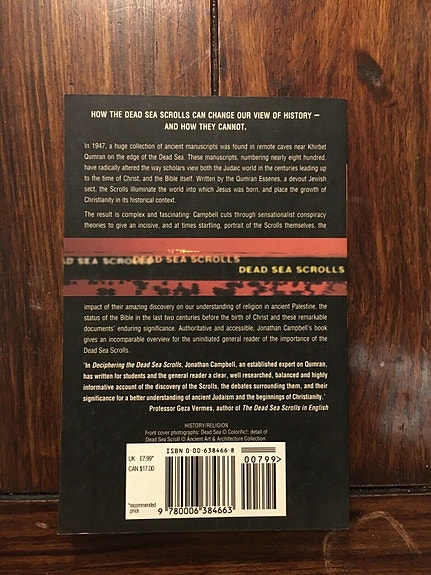 HOW THE DEAD SEA SCROLLS CAN CHANGE OUR VIEW OF HISTORY –
AND HOW THEY CANNOT.
In 1947, a huge collection of ancient manuscripts was found in remote caves near Khirbet
Qumran on the edge of the Dead Sea. These manuscripts, numbering nearly eight hundred,
have radically altered the way scholars view both the Judaic world in the centuries leading up
to the time of Christ, and the Bible itself. Written by the Qumran Essenes, a devout Jewish
sect, the Scrolls illuminate the world into which Jesus was born, and place the growth of
Christianity in its historical context.
The result is complex and fascinating: Campbell cuts through sensationalist conspiracy
theories to give an incisive, and at times startling, portrait of the Scrolls themselves, the
DEAD SEA SCRO
DEAD SEA SCROLLS
DEAD SEA SCROLLS
impact of their amazing discovery on our understanding of religion in ancient Palestine, the
status of the Bible in the last two centuries before the birth of Christ and these remarkable
documents' enduring significance. Authoritative and accessible, Jonathan Campbell's book
gives an incomparable overview for the uninitiated general reader of the importance of the
Dead Sea Scrolls.
'In Deciphering the Dead Sea Scrolls, Jonathan Campbell, an established expert on Qumran,
has written for students and the general reader a clear, well researched, balanced and highly
informative account of the discovery of the Scrolls, the debates surrounding them, and their
significance for a better understanding of ancient Judaism and the beginnings of Christianity.'
Professor Geza Vermes, author of The Dead Sea Scrolls in English
HISTORY/RELIGION
Front cover photographs: Dead Sea © Colorific!; detail of
Dead Sea Scroll © Ancient Art & Architecture Collection
ISBN 0-00-638466-8
UK £7.99*
CAN $17.00
00799>
*recommended
price
9 780006 384663